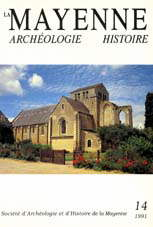 LA
MAYENNE
ARCHÉOLOGIE HISTOIRE
14
1991
Société d'Archéologie et d'Histoire de la Mayenne